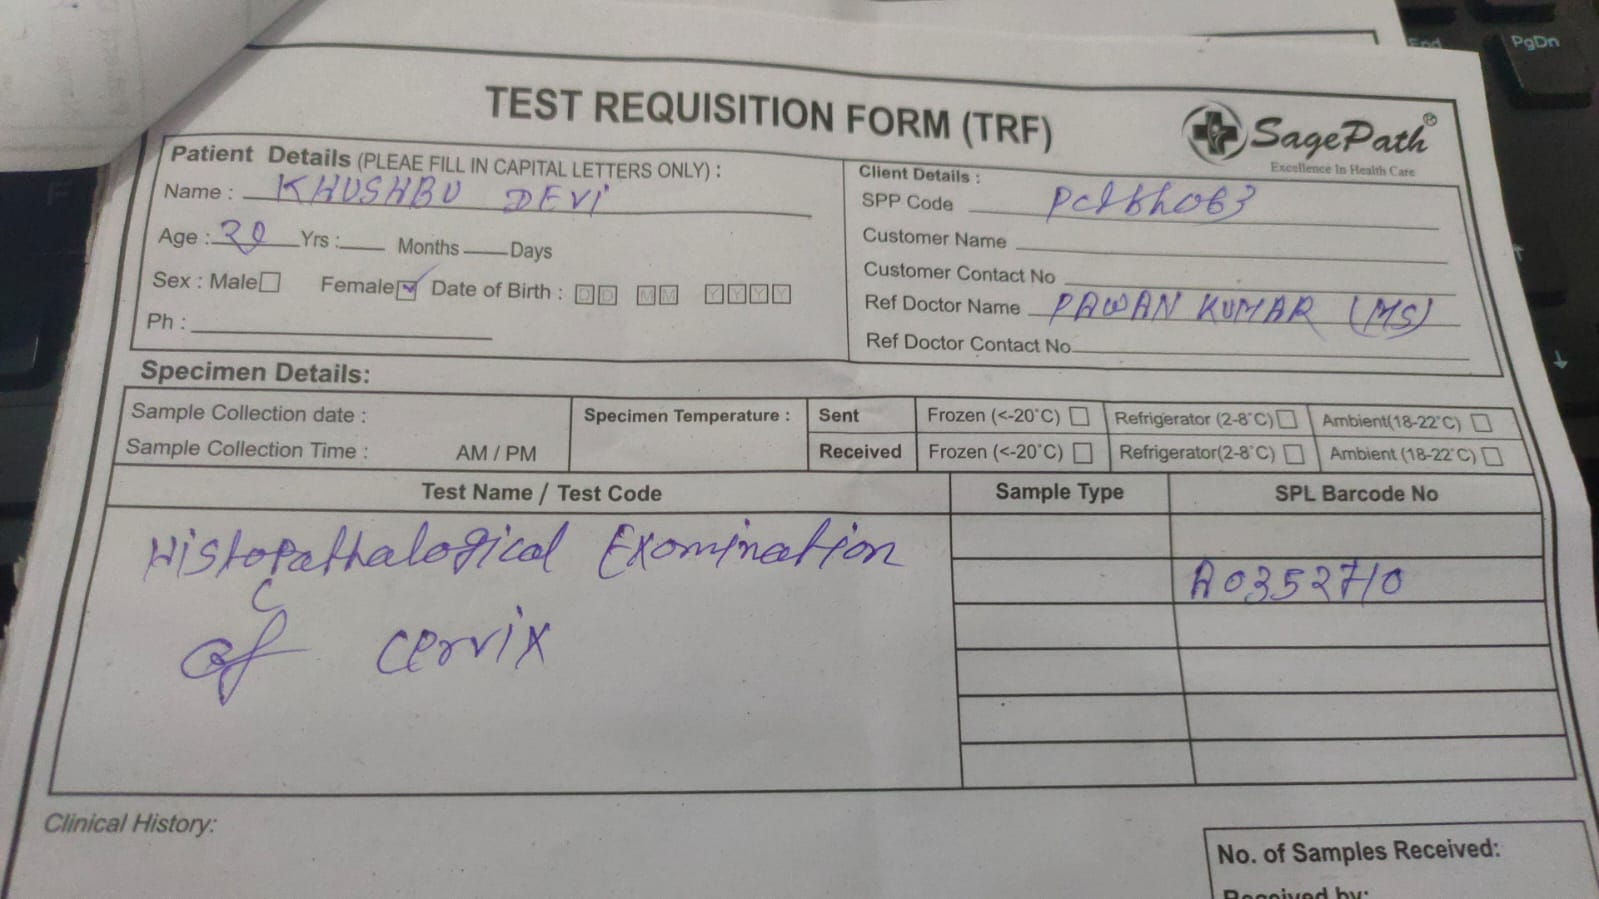 End
PgDn
TEST REQUISITION FORM (TRF)
SagePath®
Excellence In Health Care
Patient Details (PLEAE FILL IN CAPITAL LETTERS ONLY) :
Name : KHUSHBU DEVI
Age : Yrs : Months Days
Sex : Male Female Date of Birth : DD MM YYYY
Ph :
Client Details :
SPP Code
Customer Name
Customer Contact No
Ref Doctor Name PAWAN KUMAR (MS)
Ref Doctor Contact No
Specimen Details:
Sample Collection date :
Sample Collection Time : AM / PM
Specimen Temperature :
Sent Frozen (<-20°C) Refrigerator (2-8°C) Ambient(18-22°C)
Received Frozen (<-20°C) Refrigerator(2-8°C) Ambient (18-22°C)
Test Name / Test Code Sample Type SPL Barcode No
Histopathalogical Examination
of cervix
A0352710
Clinical History:
No. of Samples Received:
Received by: